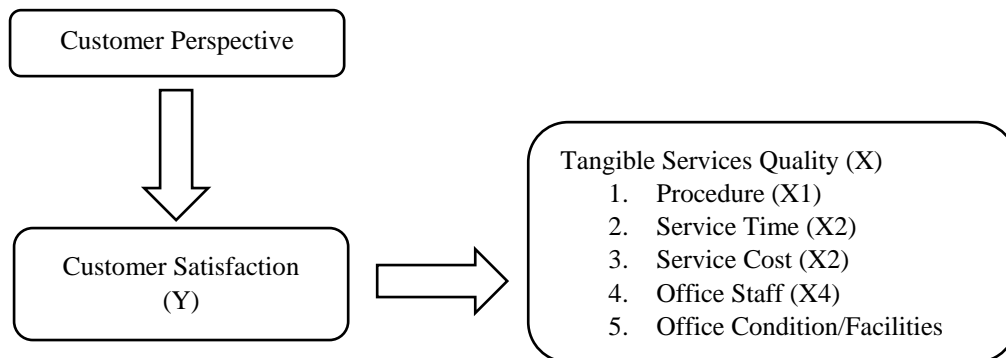 Customer Perspective
Customer Satisfaction
(Y)
Tangible Services Quality (X)
1. Procedure (X1)
2. Service Time (X2)
3. Service Cost (X2)
4. Office Staff (X4)
5. Office Condition/Facilities